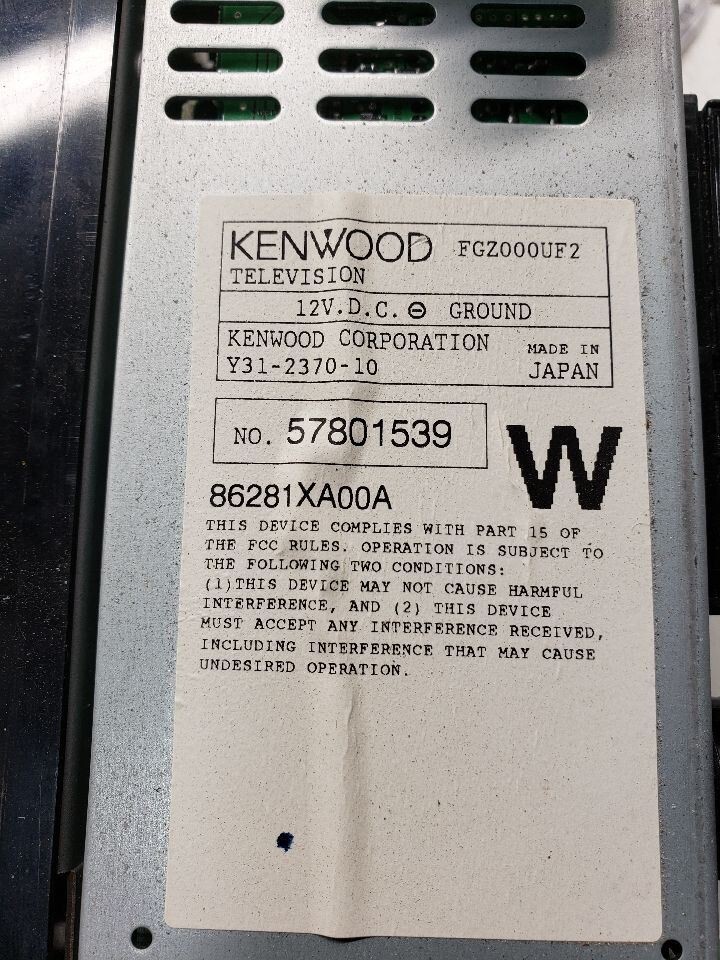 KENWOOD FGZ000UF2
TELEVISION
12V.D.C. ⊖ GROUND
KENWOOD CORPORATION
Y31-2370-10
MADE IN
JAPAN
NO. 57801539
W
86281XA00A
THIS DEVICE COMPLIES WITH PART 15 OF
THE FCC RULES. OPERATION IS SUBJECT TO
THE FOLLOWING TWO CONDITIONS:
(1)THIS DEVICE MAY NOT CAUSE HARMFUL
INTERFERENCE, AND (2) THIS DEVICE
MUST ACCEPT ANY INTERFERENCE RECEIVED,
INCLUDING INTERFERENCE THAT MAY CAUSE
UNDESIRED OPERATION.